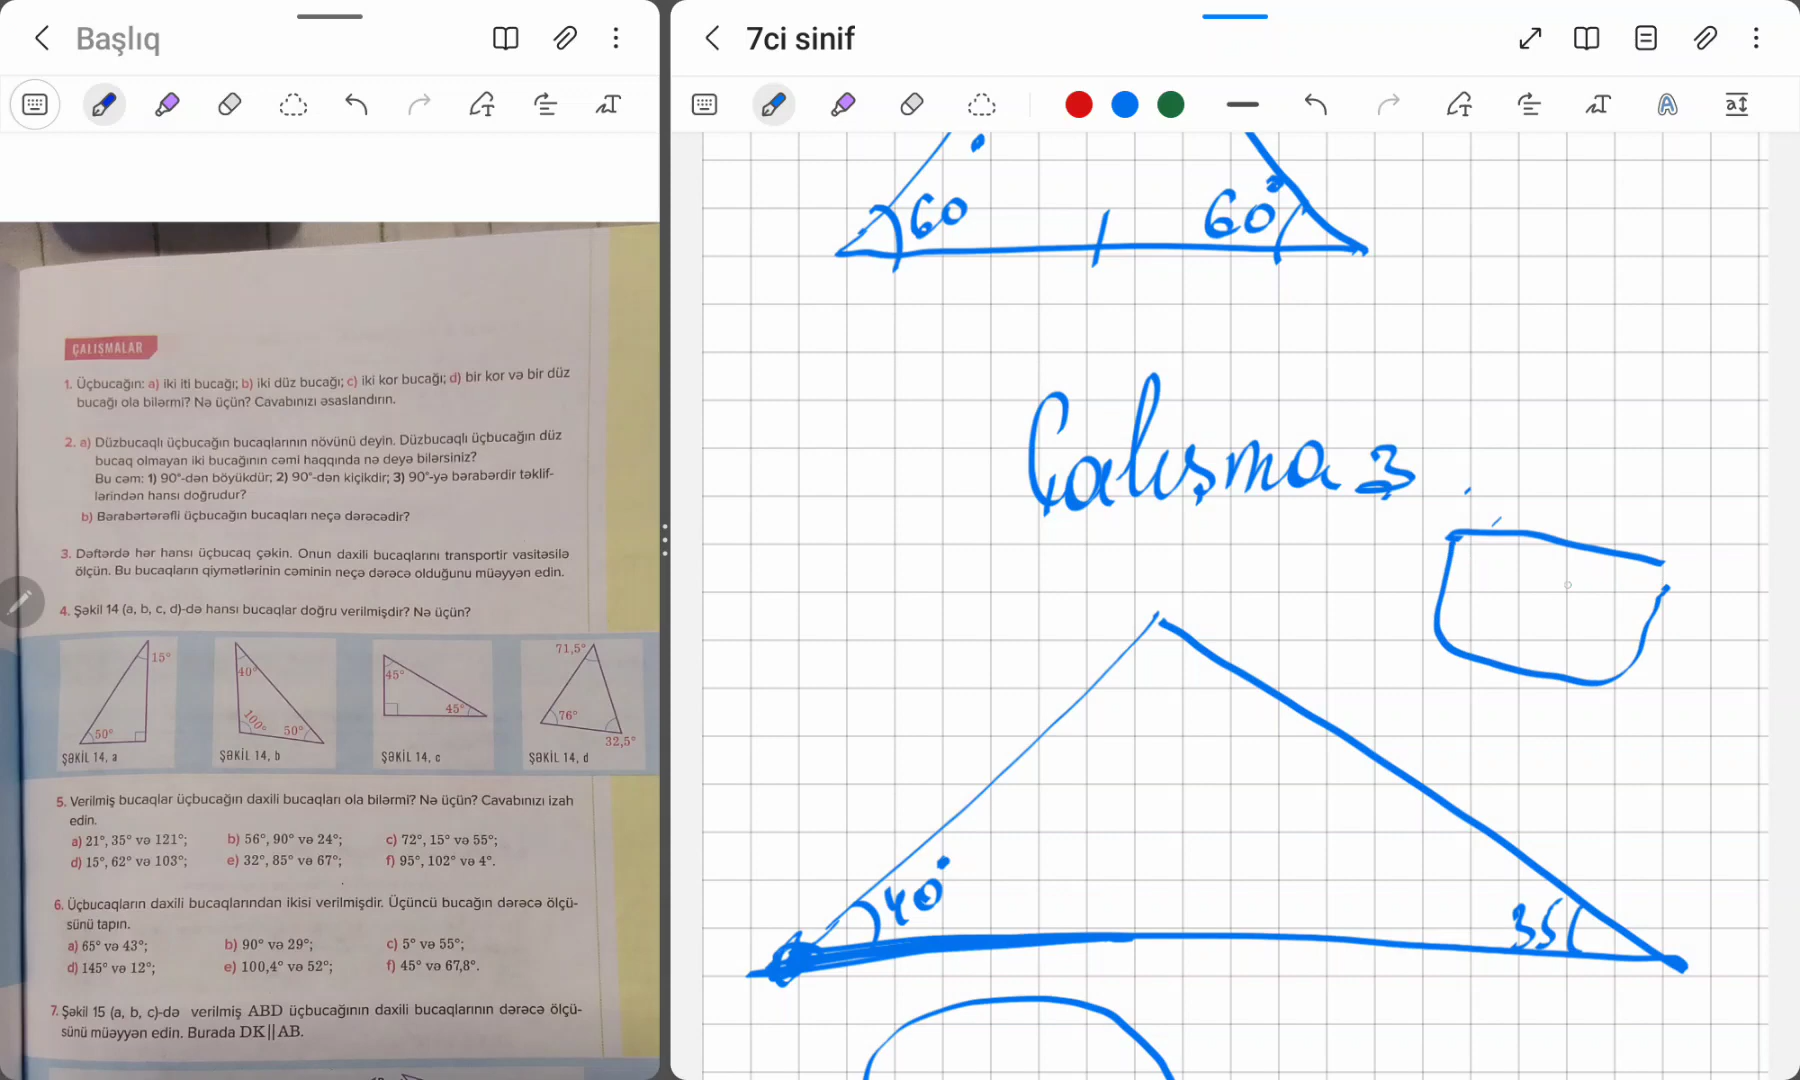 Başlıq
ÇALIŞMALAR
1. Üçbucağın: a) iki iti bucağı; b) iki düz bucağı; c) iki kor bucağı; d) bir kor və bir düz
bucağı ola bilərmi? Nə üçün? Cavabınızı əsaslandırın.
2. a) Düzbucaqlı üçbucağın bucaqlarının növünü deyin. Düzbucaqlı üçbucağın düz
bucaq olmayan iki bucağının cəmi haqqında nə deyə bilərsiniz?
Bu cəm: 1) 90°-dən böyükdür; 2) 90°-dən kiçikdir; 3) 90°-yə bərabərdir təklif-
lərindən hansı doğrudur?
b) Bərabərtərəfli üçbucağın bucaqları neçə dərəcədir?
3. Dəftərdə hər hansı üçbucaq çəkin. Onun daxili bucaqlarını transportir vasitəsilə
ölçün. Bu bucaqların qiymətlərinin cəminin neçə dərəcə olduğunu müəyyən edin.
4. Şəkil 14 (a, b, c, d)-də hansı bucaqlar doğru verilmişdir? Nə üçün?
15°
50°
ŞƏKİL 14, a
40°
100°
50°
ŞƏKİL 14, b
45°
45°
ŞƏKİL 14, c
71,5°
76°
32,5°
ŞƏKİL 14, d
5. Verilmiş bucaqlar üçbucağın daxili bucaqları ola bilərmi? Nə üçün? Cavabınızı izah
edin.
a) 21°, 35° və 121°; b) 56°, 90° və 24°; c) 72°, 15° və 55°;
d) 15°, 62° və 103°; e) 32°, 85° və 67°; f) 95°, 102° və 4°.
6. Üçbucaqların daxili bucaqlarından ikisi verilmişdir. Üçüncü bucağın dərəcə ölçü-
sünü tapın.
a) 65° və 43°; b) 90° və 29°; c) 5° və 55°;
d) 145° və 12°; e) 100,4° və 52°; f) 45° və 67,8°.
7. Şəkil 15 (a, b, c)-də verilmiş ABD üçbucağının daxili bucaqlarının dərəcə ölçü-
sünü müəyyən edin. Burada DK||AB.
7ci sinif
60°
60°
Çalışma 3
40°
35